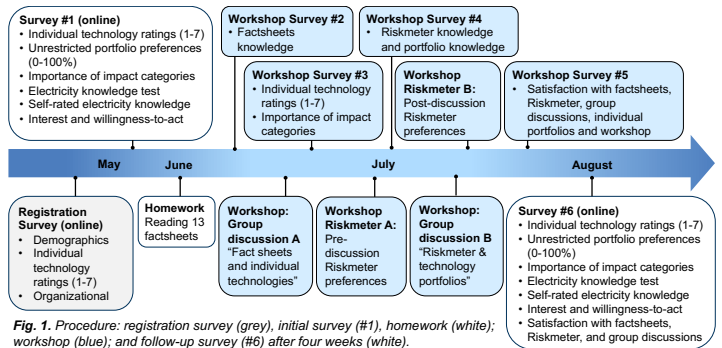 Survey #1 (online)
• Individual technology ratings (1-7)
• Unrestricted portfolio preferences
(0-100%)
• Importance of impact categories
• Electricity knowledge test
• Self-rated electricity knowledge
• Interest and willingness-to-act
Workshop Survey #2
• Factsheets
knowledge
Workshop Survey #4
• Riskmeter knowledge
and portfolio knowledge
Workshop Survey #3
• Individual technology
ratings (1-7)
• Importance of impact
categories
Workshop
Riskmeter B:
Post-discussion
Riskmeter
preferences
Workshop Survey #5
• Satisfaction with factsheets,
Riskmeter, group
discussions, individual
portfolios and workshop
May
June
July
August
Registration
Survey (online)
• Demographics
• Individual
technology
ratings (1-7)
• Organizational
Homework
Reading 13
factsheets
Workshop:
Group
discussion A
“Fact sheets
and individual
technologies”
Workshop
Riskmeter A:
Pre-
discussion
Riskmeter
preferences
Workshop:
Group
discussion B
“Riskmeter &
technology
portfolios”
Survey #6 (online)
• Individual technology ratings (1-7)
• Unrestricted portfolio preferences
(0-100%)
• Importance of impact categories
• Electricity knowledge test
• Self-rated electricity knowledge
• Interest and willingness-to-act
• Satisfaction with factsheets,
Riskmeter, and group discussions
Fig. 1. Procedure: registration survey (grey), initial survey (#1), homework (white);
workshop (blue); and follow-up survey (#6) after four weeks (white).